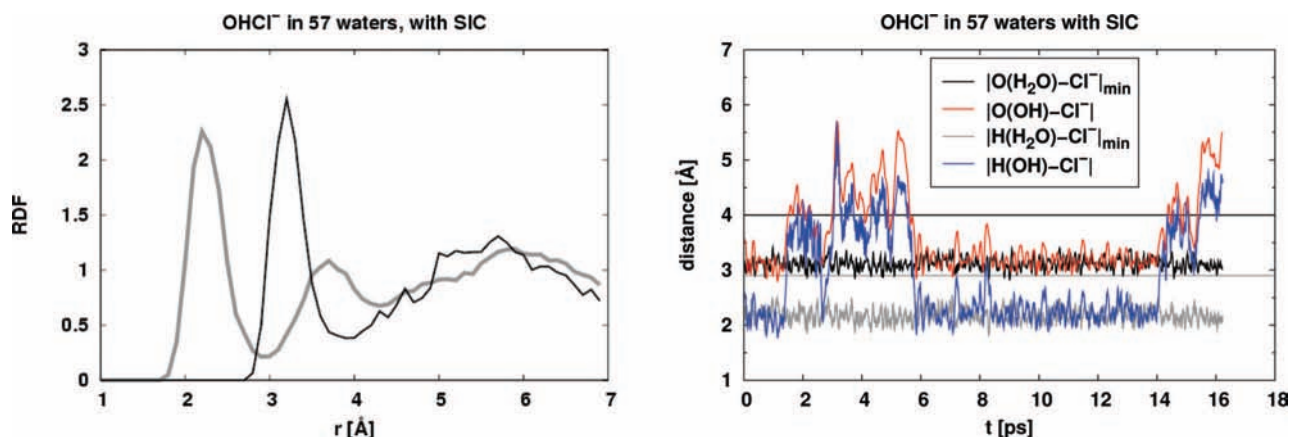 OHCl⁻ in 57 waters, with SIC
3
2.5
2
1.5
1
0.5
0
RDF
1 2 3 4 5 6 7
r [Å]
OHCl⁻ in 57 waters with SIC
7
6
5
4
3
2
1
distance [Å]
|O(H₂O)−Cl⁻|min
|O(OH)−Cl⁻|
|H(H₂O)−Cl⁻|min
|H(OH)−Cl⁻|
0 2 4 6 8 10 12 14 16 18
t [ps]